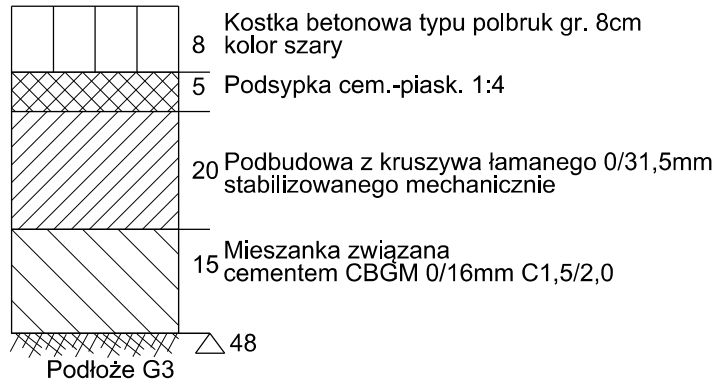 8 Kostka betonowa typu polbruk gr. 8cm
kolor szary
5 Podsypka cem.-piask. 1:4
20 Podbudowa z kruszywa łamanego 0/31,5mm
stabilizowanego mechanicznie
15 Mieszanka związana
cementem CBGM 0/16mm C1,5/2,0
48
Podłoże G3